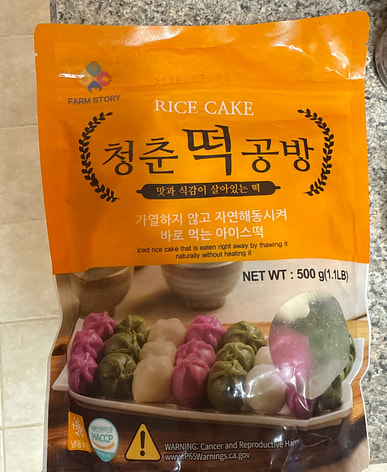 FARM STORY
RICE CAKE
청춘 떡 공방
맛과 식감이 살아있는 떡
가열하지 않고 자연해동시켜
바로 먹는 아이스떡
Iced rice cake that is eaten right away by thawing it
naturally without heating it
NET WT : 500 g(1.1LB)
HACCP
WARNING: Cancer and Reproductive Harm
www.P65Warnings.ca.gov